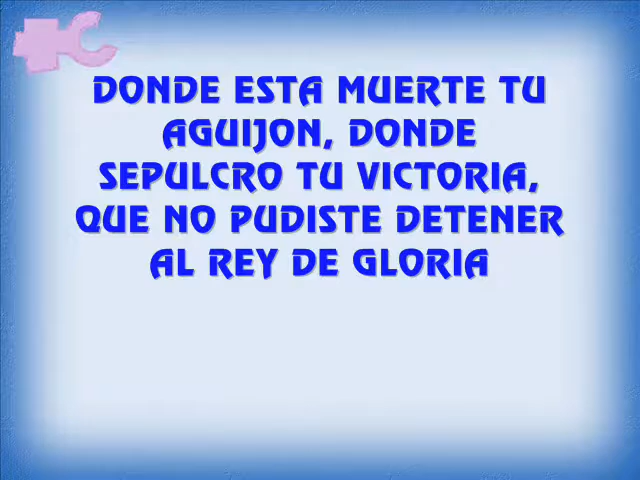 DONDE ESTA MUERTE TU
AGUIJON, DONDE
SEPULCRO TU VICTORIA,
QUE NO PUDISTE DETENER
AL REY DE GLORIA